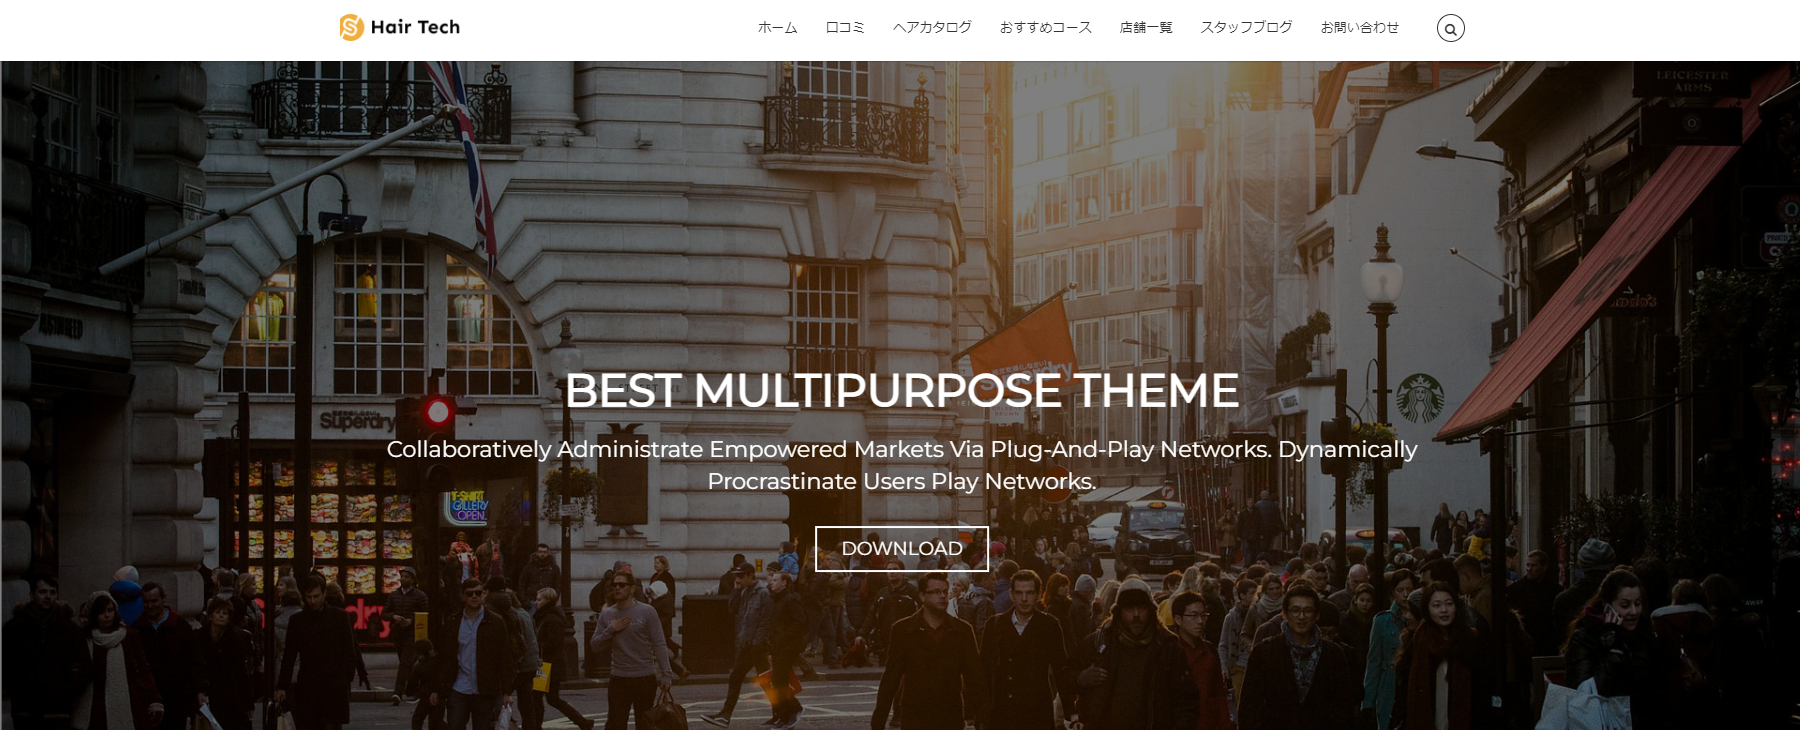 Hair Tech
ホーム 口コミ ヘアカタログ おすすめコース 店舗一覧 スタッフブログ お問い合わせ
LEICESTER
ARMS
BEST MULTIPURPOSE THEME
Superdry
Collaboratively Administrate Empowered Markets Via Plug-And-Play Networks. Dynamically
Procrastinate Users Play Networks.
T-SHIRT
GALLERY
OPEN
DOWNLOAD